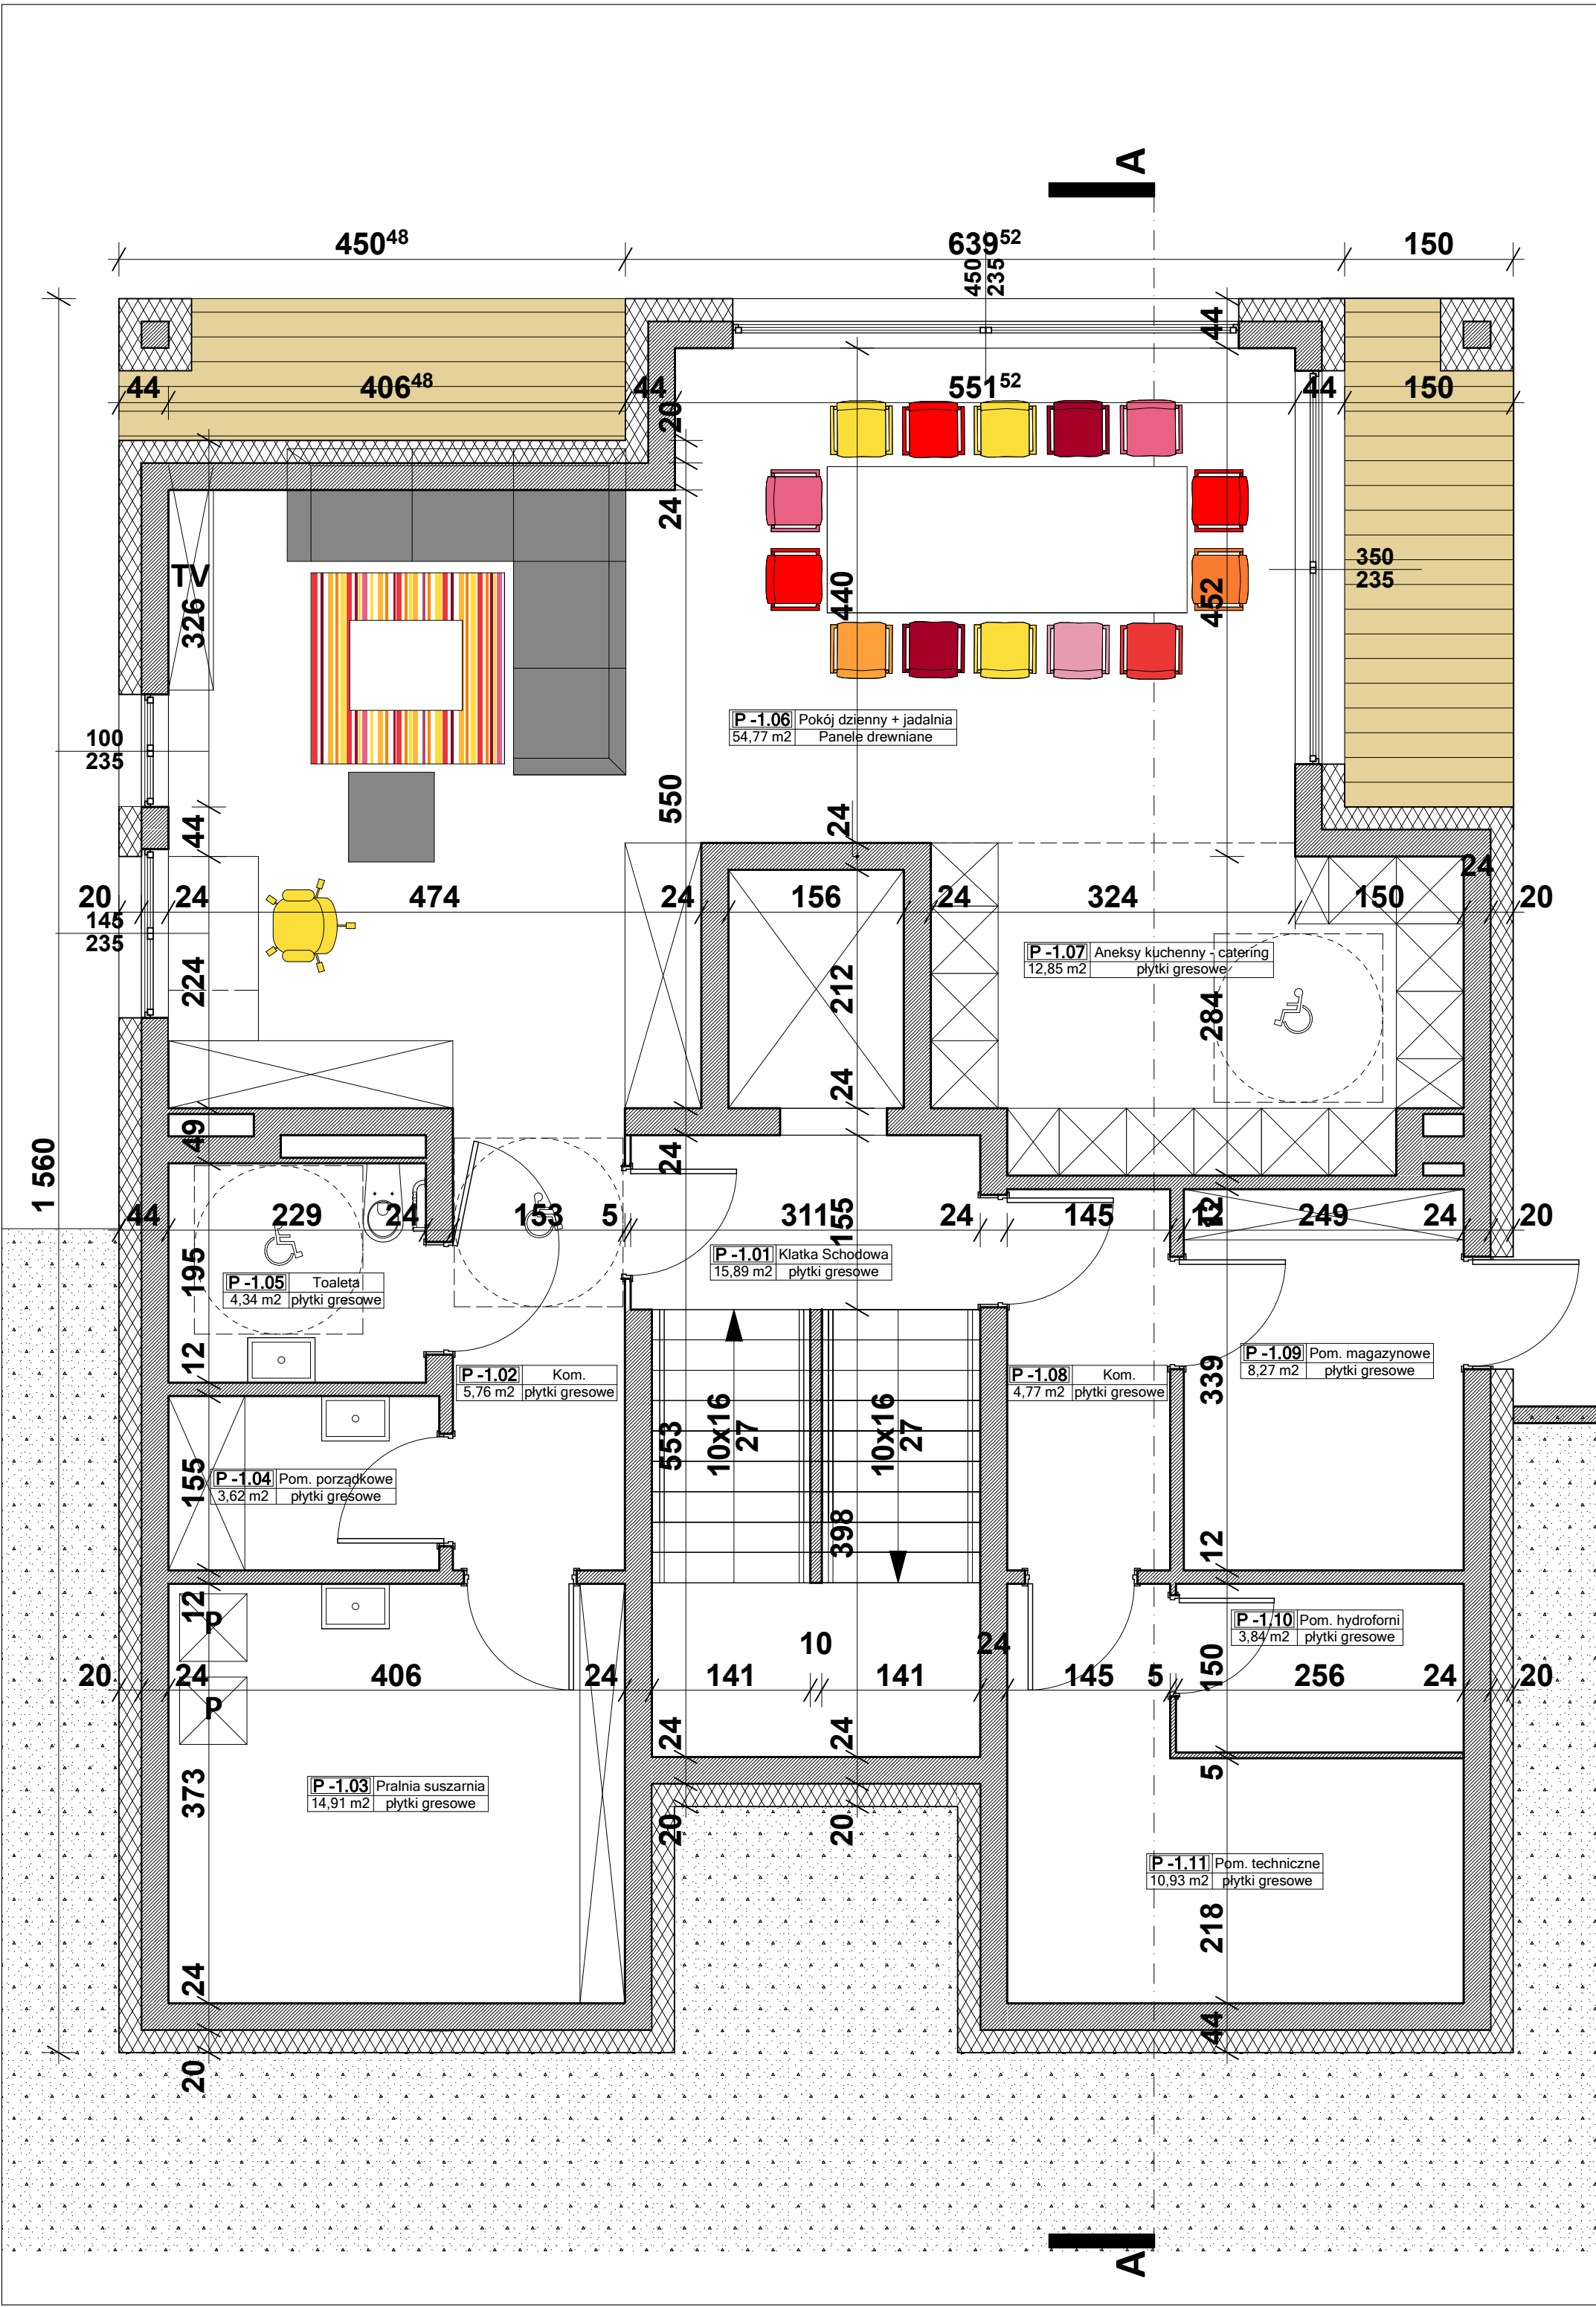 A
450⁴⁸ 639⁵² 150
450
235
44
44 406⁴⁸ 44 551⁵² 44 150
20
24
TV
326
440
452
350
235
P -1.06 Pokój dzienny + jadalnia
54,77 m2 Panele drewniane
100
235
550
44
24
24
20 24 474 24 156 24 324 150 20
145
235
P -1.07 Aneksy kuchenny - catering
12,85 m2 płytki gresowe
224
212
284
24
49
24
1 560
155
12
44 229 24 153 5 311 24 145 12 249 24 20
P -1.01 Klatka Schodowa
15,89 m2 płytki gresowe
195
P -1.05 Toaleta
4,34 m2 płytki gresowe
12
P -1.02 Kom.
5,76 m2 płytki gresowe
P -1.08 Kom.
4,77 m2 płytki gresowe
P -1.09 Pom. magazynowe
8,27 m2 płytki gresowe
339
553
10x16
27
10x16
27
155
P -1.04 Pom. porządkowe
3,62 m2 płytki gresowe
398
12
12
P
P -1.10 Pom. hydroforni
3,84 m2 płytki gresowe
10
24
150
20 24 406 24 141 141 145 5 256 24 20
P
24
24
5
373
P -1.03 Pralnia suszarnia
14,91 m2 płytki gresowe
20
20
P -1.11 Pom. techniczne
10,93 m2 płytki gresowe
218
24
44
20
A